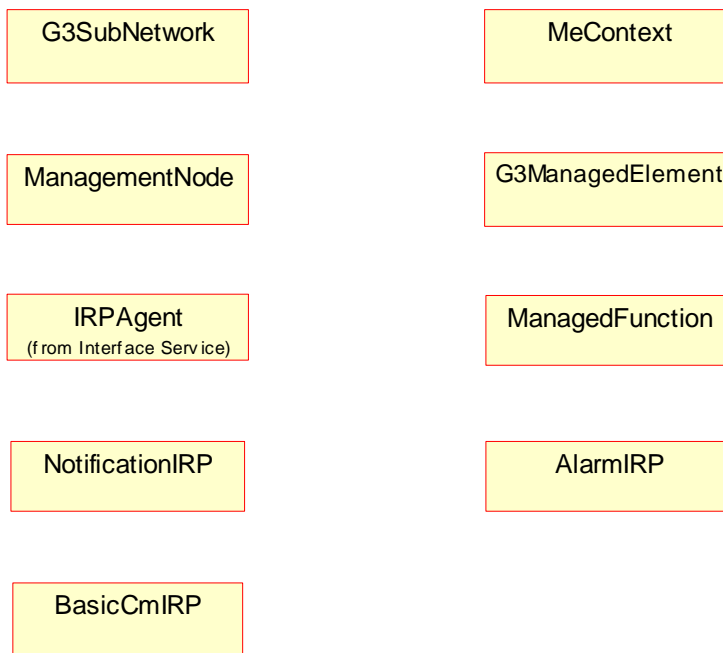 G3SubNetwork
MeContext
ManagementNode
G3ManagedElement
IRPAgent
(from Interface Service)
ManagedFunction
NotificationIRP
AlarmIRP
BasicCmIRP